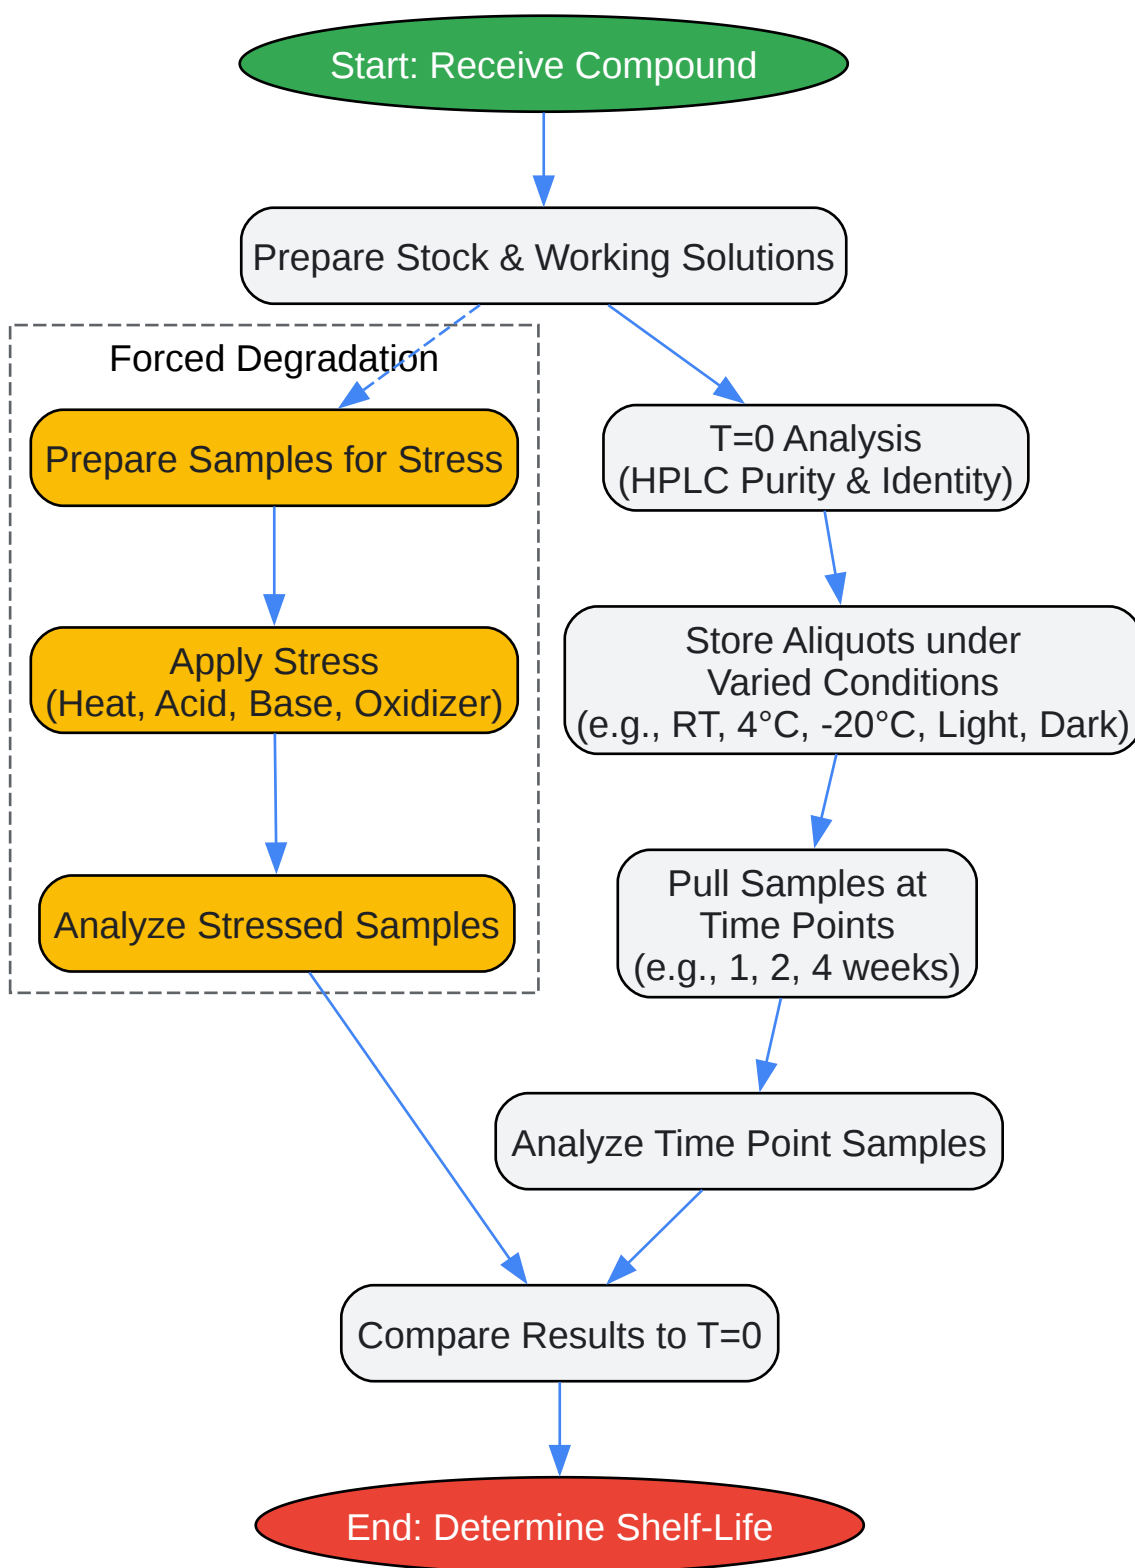 Start: Receive Compound
Prepare Stock & Working Solutions
Forced Degradation
Prepare Samples for Stress
Apply Stress
(Heat, Acid, Base, Oxidizer)
Analyze Stressed Samples
T=0 Analysis
(HPLC Purity & Identity)
Store Aliquots under
Varied Conditions
(e.g., RT, 4°C, -20°C, Light, Dark)
Pull Samples at
Time Points
(e.g., 1, 2, 4 weeks)
Analyze Time Point Samples
Compare Results to T=0
End: Determine Shelf-Life